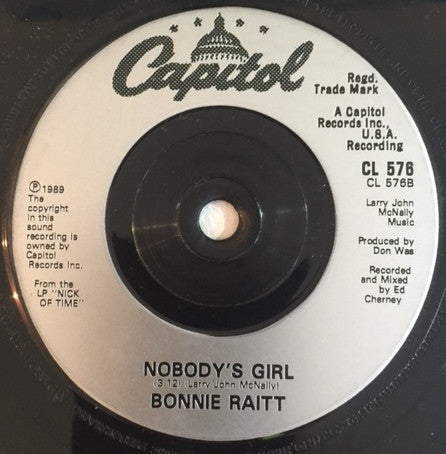 Capitol
Regd.
Trade Mark
A Capitol
Records Inc.,
U.S.A.
Recording
CL 576
CL 576B
Ⓟ 1989
The
copyright
in this
sound
recording is
owned by
Capitol
Records Inc.
From the
LP "NICK
OF TIME"
Larry John
McNally
Music
Produced by
Don Was
Recorded
and Mixed
by Ed
Cherney
NOBODY'S GIRL
(3.12) (Larry John McNally)
BONNIE RAITT